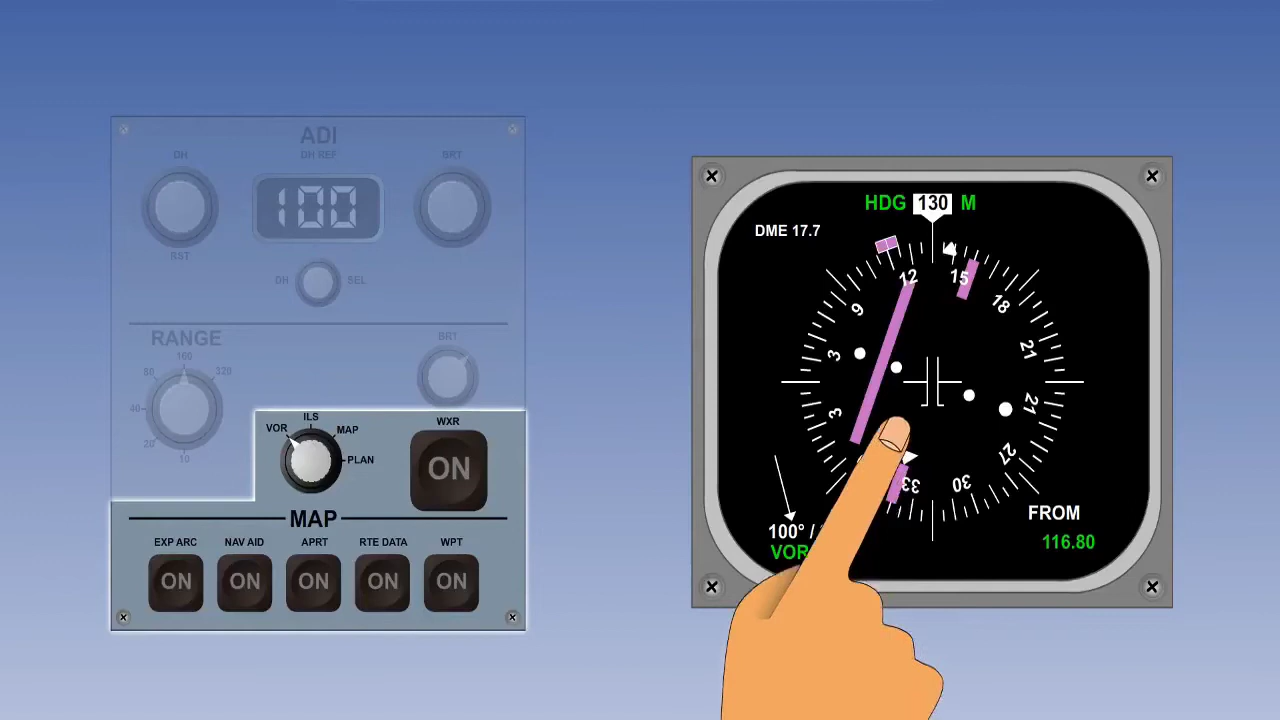 ADI
DH
DH REF
BRT
100
RST
DH
SEL
RANGE
BRT
160
80
320
40
20
10
ILS
VOR
MAP
PLAN
WXR
ON
MAP
EXP ARC NAV AID APRT RTE DATA WPT
ON ON ON ON ON
HDG 130 M
DME 17.7
12
15
9
18
3
21
3
21
27
33
30
100° /
VOR
FROM
116.80